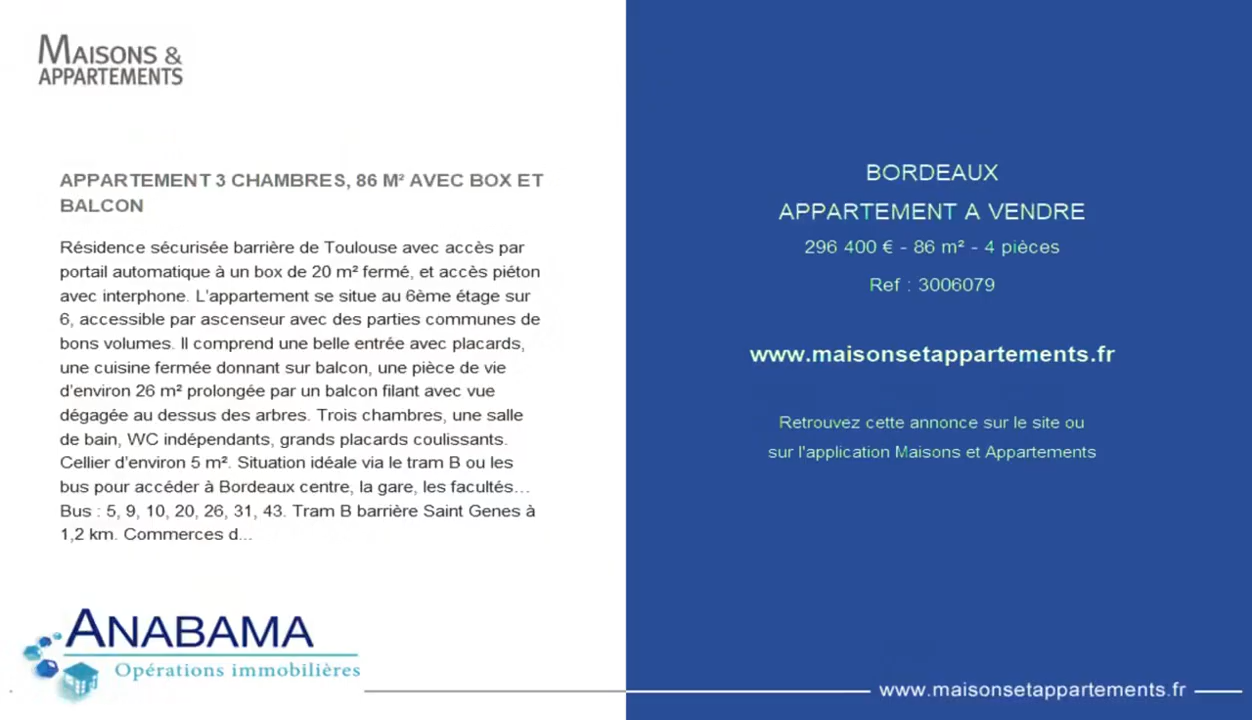 MAISONS &
APPARTEMENTS
APPARTEMENT 3 CHAMBRES, 86 M² AVEC BOX ET
BALCON
Résidence sécurisée barrière de Toulouse avec accès par
portail automatique à un box de 20 m² fermé, et accès piéton
avec interphone. L'appartement se situe au 6ème étage sur
6, accessible par ascenseur avec des parties communes de
bons volumes. Il comprend une belle entrée avec placards,
une cuisine fermée donnant sur balcon, une pièce de vie
d'environ 26 m² prolongée par un balcon filant avec vue
dégagée au dessus des arbres. Trois chambres, une salle
de bain, WC indépendants, grands placards coulissants.
Cellier d'environ 5 m². Situation idéale via le tram B ou les
bus pour accéder à Bordeaux centre, la gare, les facultés…
Bus : 5, 9, 10, 20, 26, 31, 43. Tram B barrière Saint Genes à
1,2 km. Commerces d...
ANABAMA
Opérations immobilières
BORDEAUX
APPARTEMENT A VENDRE
296 400 € - 86 m² - 4 pièces
Ref : 3006079
www.maisonsetappartements.fr
Retrouvez cette annonce sur le site ou
sur l'application Maisons et Appartements
www.maisonsetappartements.fr